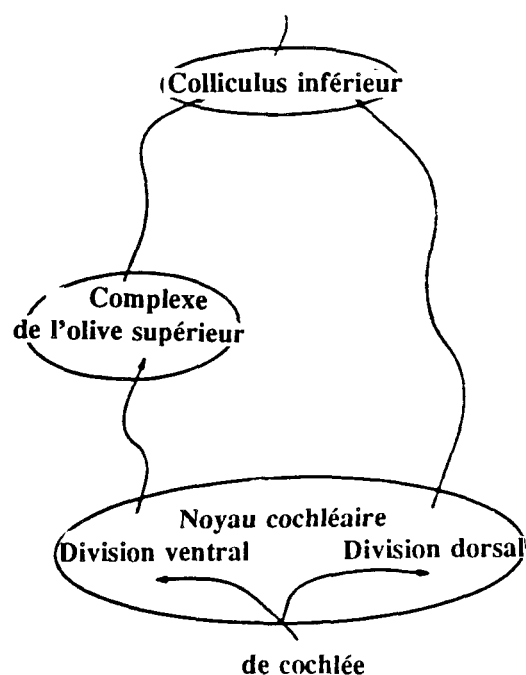 Colliculus inférieur
Complexe
de l'olive supérieur
Noyau cochléaire
Division ventral
Division dorsal
de cochlée